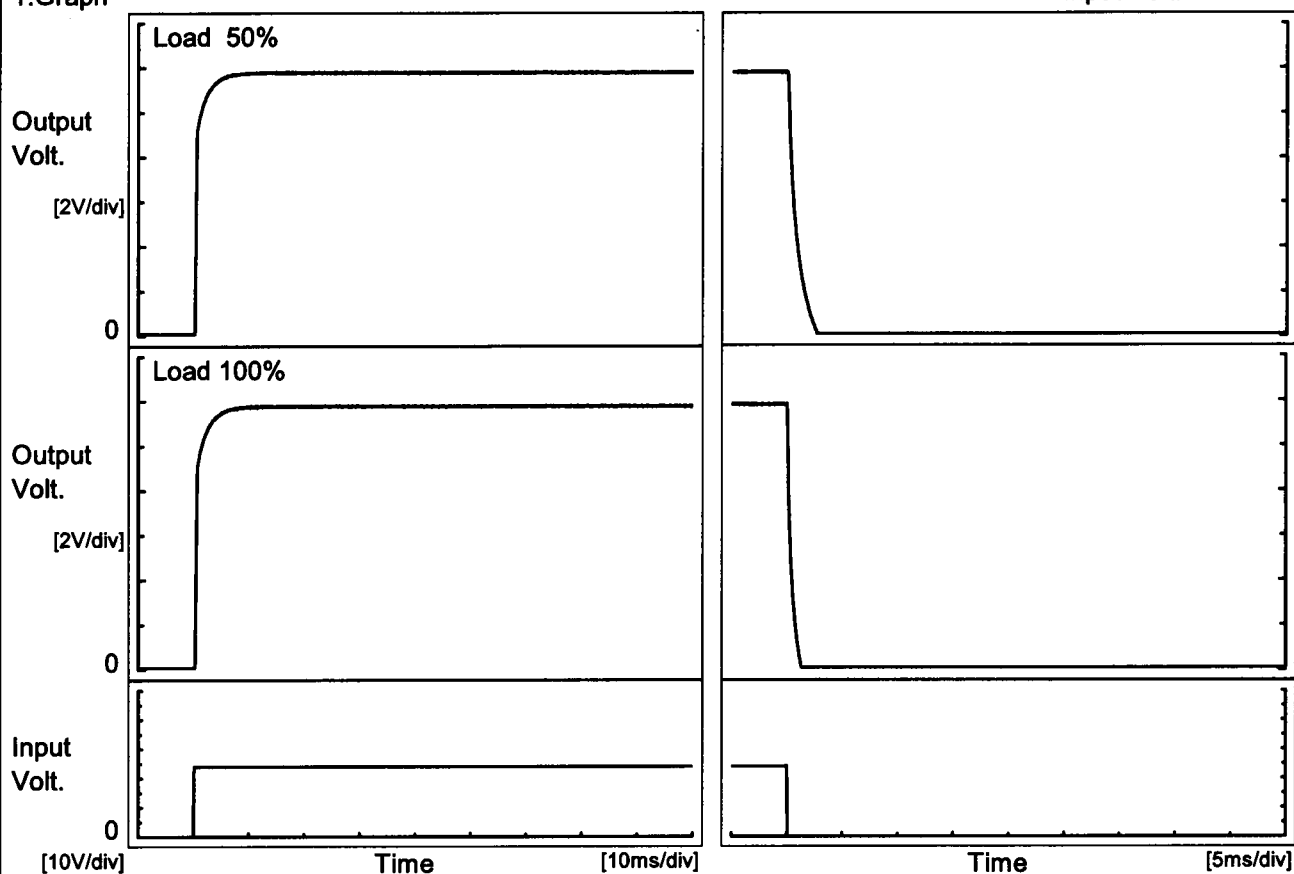 1.Graph
Load 50%
Output
Volt.
[2V/div]
0
Load 100%
Output
Volt.
[2V/div]
0
Input
Volt.
0
[10V/div]
Time
[10ms/div]
Time
[5ms/div]